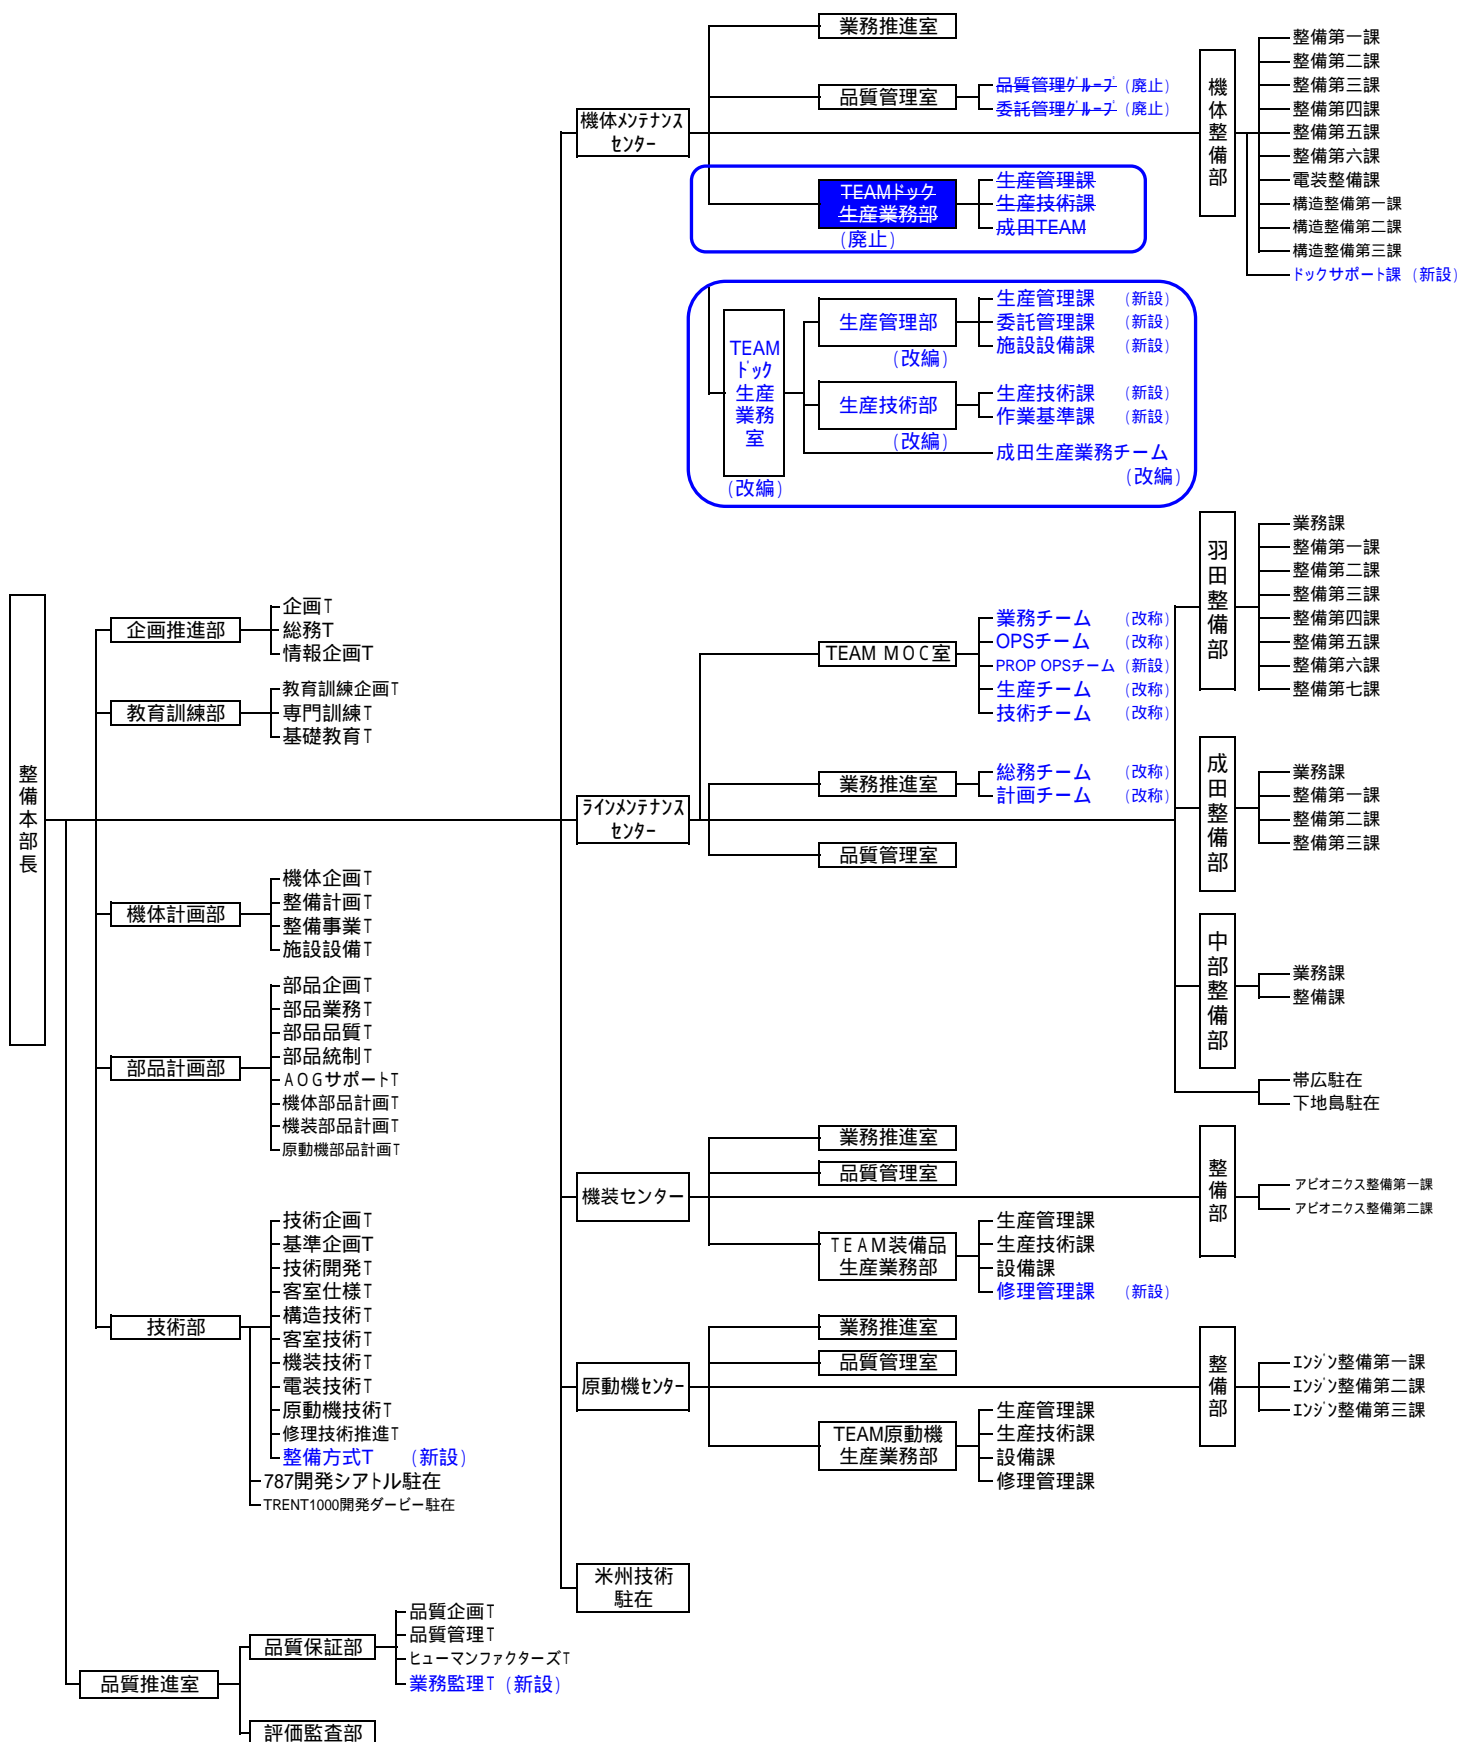 整備本部長
企画推進部
企画T
総務T
情報企画T
教育訓練部
教育訓練企画T
専門訓練T
基礎教育T
機体計画部
機体企画T
整備計画T
整備事業T
施設設備T
部品計画部
部品企画T
部品業務T
部品品質T
部品統制T
AOGサポートT
機体部品計画T
機装部品計画T
原動機部品計画T
技術部
技術企画T
基準企画T
技術開発T
客室仕様T
構造技術T
客室技術T
機装技術T
電装技術T
原動機技術T
修理技術推進T
整備方式T (新設)
787開発シアトル駐在
TRENT1000開発ダービー駐在
品質推進室
品質保証部
品質企画T
品質管理T
ヒューマンファクターズT
業務監理T (新設)
評価監査部
機体メンテナンス
センター
業務推進室
品質管理室
品質管理グループ (廃止)
委託管理グループ (廃止)
TEAMドック
生産業務部
(廃止)
生産管理課
生産技術課
成田TEAM
TEAM
ドック
生産
業務
室
(改編)
生産管理部
(改編)
生産管理課 (新設)
委託管理課 (新設)
施設設備課 (新設)
生産技術部
(改編)
生産技術課 (新設)
作業基準課 (新設)
成田生産業務チーム
(改編)
機体整備部
整備第一課
整備第二課
整備第三課
整備第四課
整備第五課
整備第六課
電装整備課
構造整備第一課
構造整備第二課
構造整備第三課
ドックサポート課 (新設)
ラインメンテナンス
センター
TEAM MOC室
業務チーム (改称)
OPSチーム (改称)
PROP OPSチーム (新設)
生産チーム (改称)
技術チーム (改称)
業務推進室
総務チーム (改称)
計画チーム (改称)
品質管理室
羽田整備部
業務課
整備第一課
整備第二課
整備第三課
整備第四課
整備第五課
整備第六課
整備第七課
成田整備部
業務課
整備第一課
整備第二課
整備第三課
中部整備部
業務課
整備課
帯広駐在
下地島駐在
機装センター
業務推進室
品質管理室
TEAM装備品
生産業務部
生産管理課
生産技術課
設備課
修理管理課 (新設)
整備部
アビオニクス整備第一課
アビオニクス整備第二課
原動機センター
業務推進室
品質管理室
TEAM原動機
生産業務部
生産管理課
生産技術課
設備課
修理管理課
整備部
エンジン整備第一課
エンジン整備第二課
エンジン整備第三課
米州技術
駐在